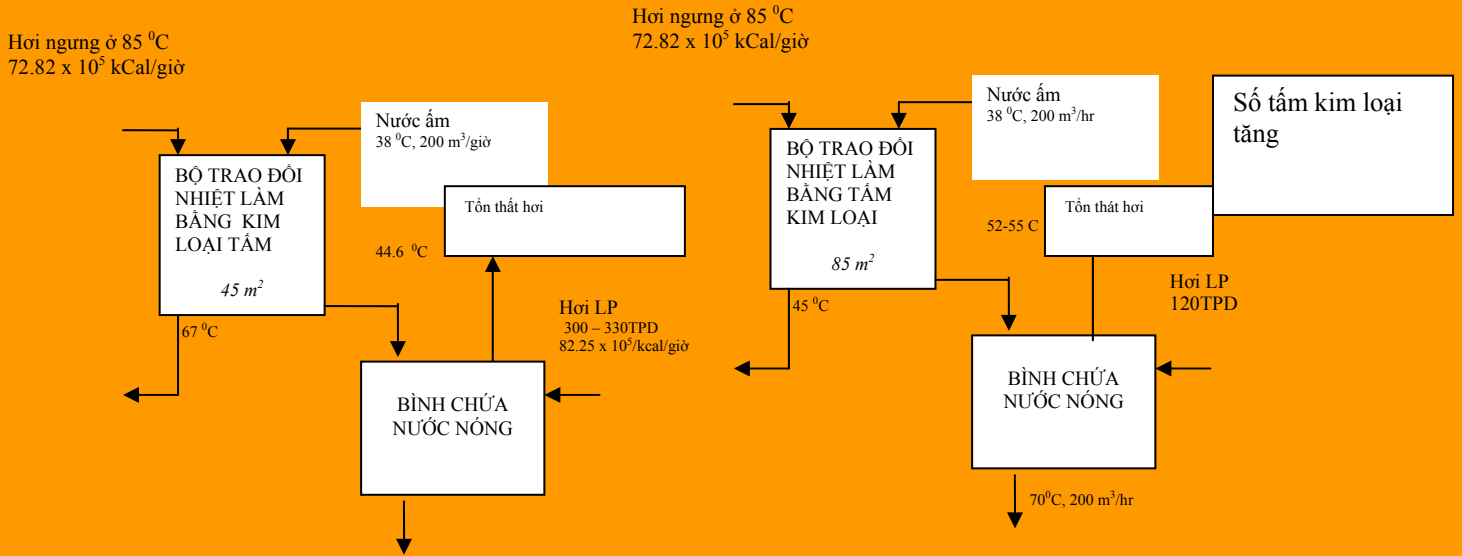 Hơi ngưng ở 85 ⁰C
72.82 x 10⁵ kCal/giờ
Nước ấm
38 ⁰C, 200 m³/giờ
BỘ TRAO ĐỔI
NHIỆT LÀM
BẰNG KIM
LOẠI TẤM
45 m²
Tổn thất hơi
44.6 ⁰C
67 ⁰C
Hơi LP
300 – 330TPD
82.25 x 10⁵/kcal/giờ
BÌNH CHỨA
NƯỚC NÓNG
Hơi ngưng ở 85 ⁰C
72.82 x 10⁵ kCal/giờ
Nước ấm
38 ⁰C, 200 m³/hr
Số tấm kim loại
tăng
BỘ TRAO ĐỔI
NHIỆT LÀM
BẰNG TẤM
KIM LOẠI
85 m²
Tổn thát hơi
52-55 C
45 ⁰C
Hơi LP
120TPD
BÌNH CHỨA
NƯỚC NÓNG
70⁰C, 200 m³/hr